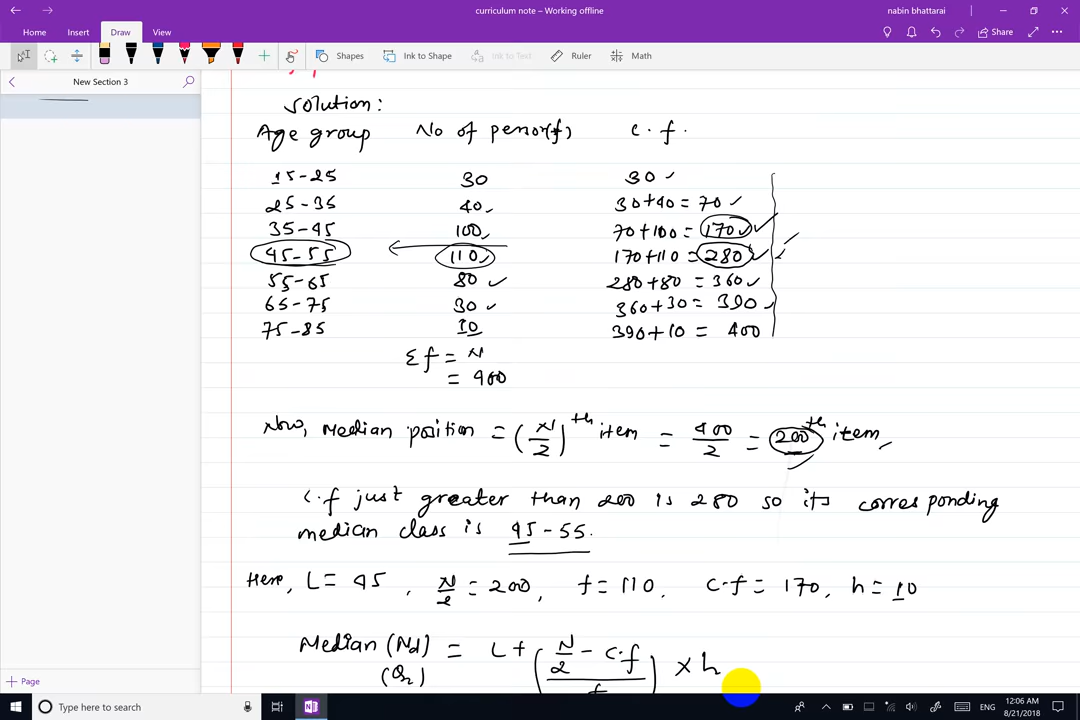 curriculum note – Working offline
nabin bhattarai
Home Insert Draw View
Share
Shapes Ink to Shape Ink to Text Ruler Math
New Section 3
Solution:
Age group No of person(f) c.f.
15-25 30 30
25-35 40 30+40 = 70
35-45 100 70+100 = 170
45-55 110 170+110 = 280
55-65 80 280+80 = 360
65-75 30 360+30 = 390
75-85 10 390+10 = 400
Σf = N
= 400
Now, Median position = (N/2)th item = 400/2 = 200th item
C.f just greater than 200 is 280 so its corresponding
median class is 45-55.
Here, L = 45, N/2 = 200, f = 110, c.f = 170, h = 10
Median (Md) = L + (N/2 - c.f / f) × h
+ Page
Type here to search
ENG
12:06 AM
8/21/2018